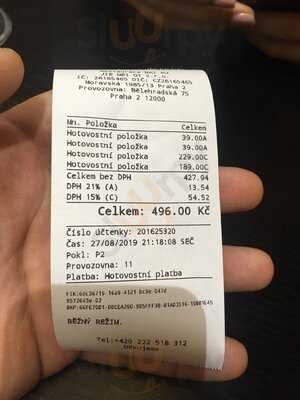 IČ: 26165465 DIČ: CZ26165465
Moravská 1985/13 Praha 2
Provozovna: Bělehradská 75
Praha 2 12000
Mn. Položka Celkem
Hotovostní položka 39.00A
Hotovostní položka 39.00A
Hotovostní položka 229.00C
Hotovostní položka 189.00C
Celkem bez DPH 427.94
DPH 21% (A) 13.54
DPH 15% (C) 54.52
Celkem: 496.00 Kč
Číslo účtenky: 201625320
Čas: 27/08/2019 21:18:08 SEČ
Pokl: P2
Provozovna: 11
Platba: Hotovostní platba
BĚŽNÝ REŽIM.
Tel:+420 222 518 312
Děkujeme